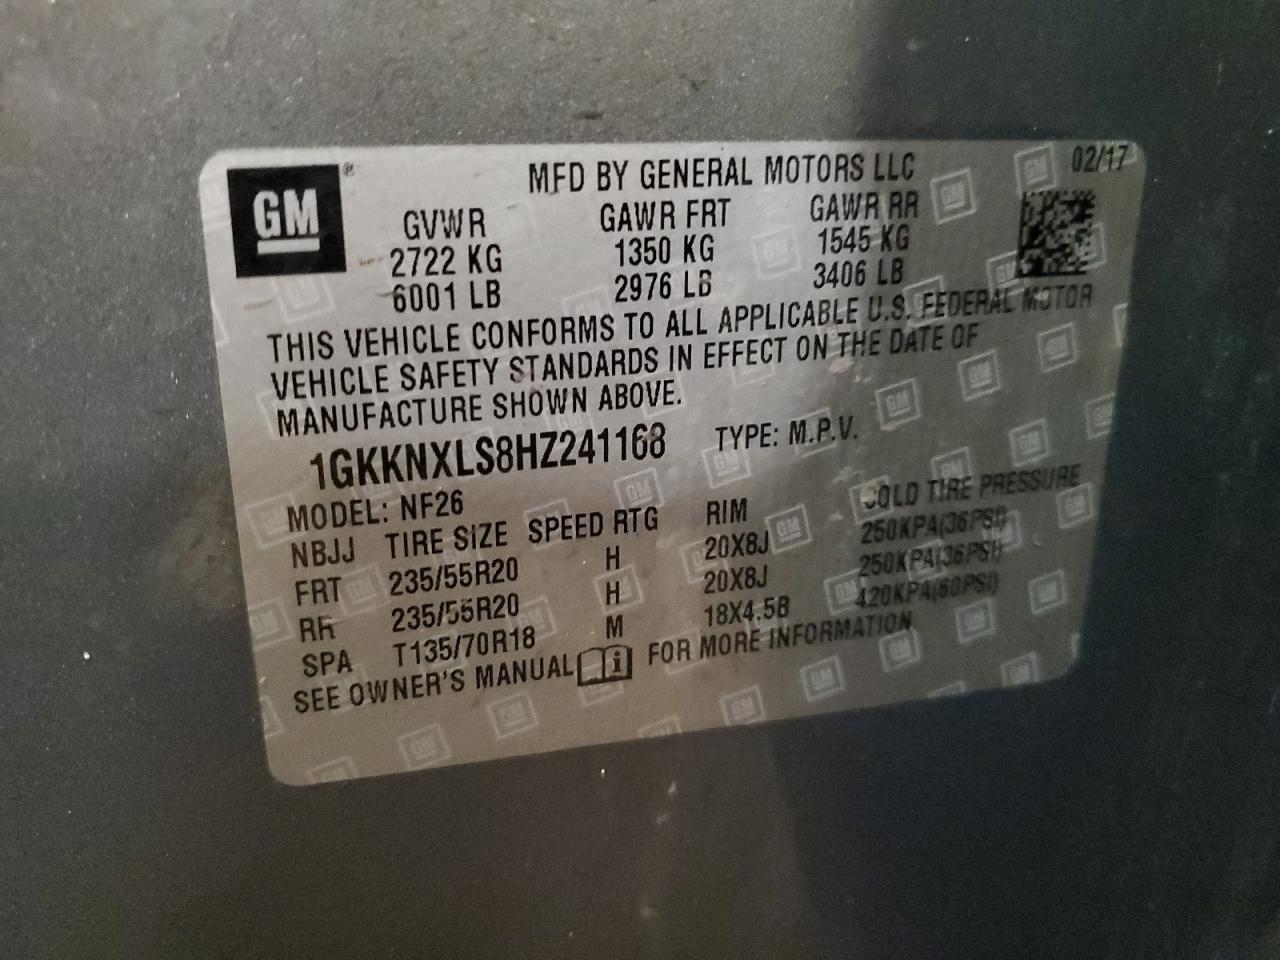 GM®
MFD BY GENERAL MOTORS LLC 02/17
GVWR GAWR FRT GAWR RR
2722 KG 1350 KG 1545 KG
6001 LB 2976 LB 3406 LB
THIS VEHICLE CONFORMS TO ALL APPLICABLE U.S. FEDERAL MOTOR
VEHICLE SAFETY STANDARDS IN EFFECT ON THE DATE OF
MANUFACTURE SHOWN ABOVE.
1GKKNXLS8HZ241168 TYPE: M.P.V.
MODEL: NF26
NBJJ TIRE SIZE SPEED RTG RIM COLD TIRE PRESSURE
FRT 235/55R20 H 20X8J 250KPA(36PSI)
RR 235/55R20 H 20X8J 250KPA(36PSI)
SPA T135/70R18 M 18X4.5B 420KPA(60PSI)
SEE OWNER'S MANUAL FOR MORE INFORMATION